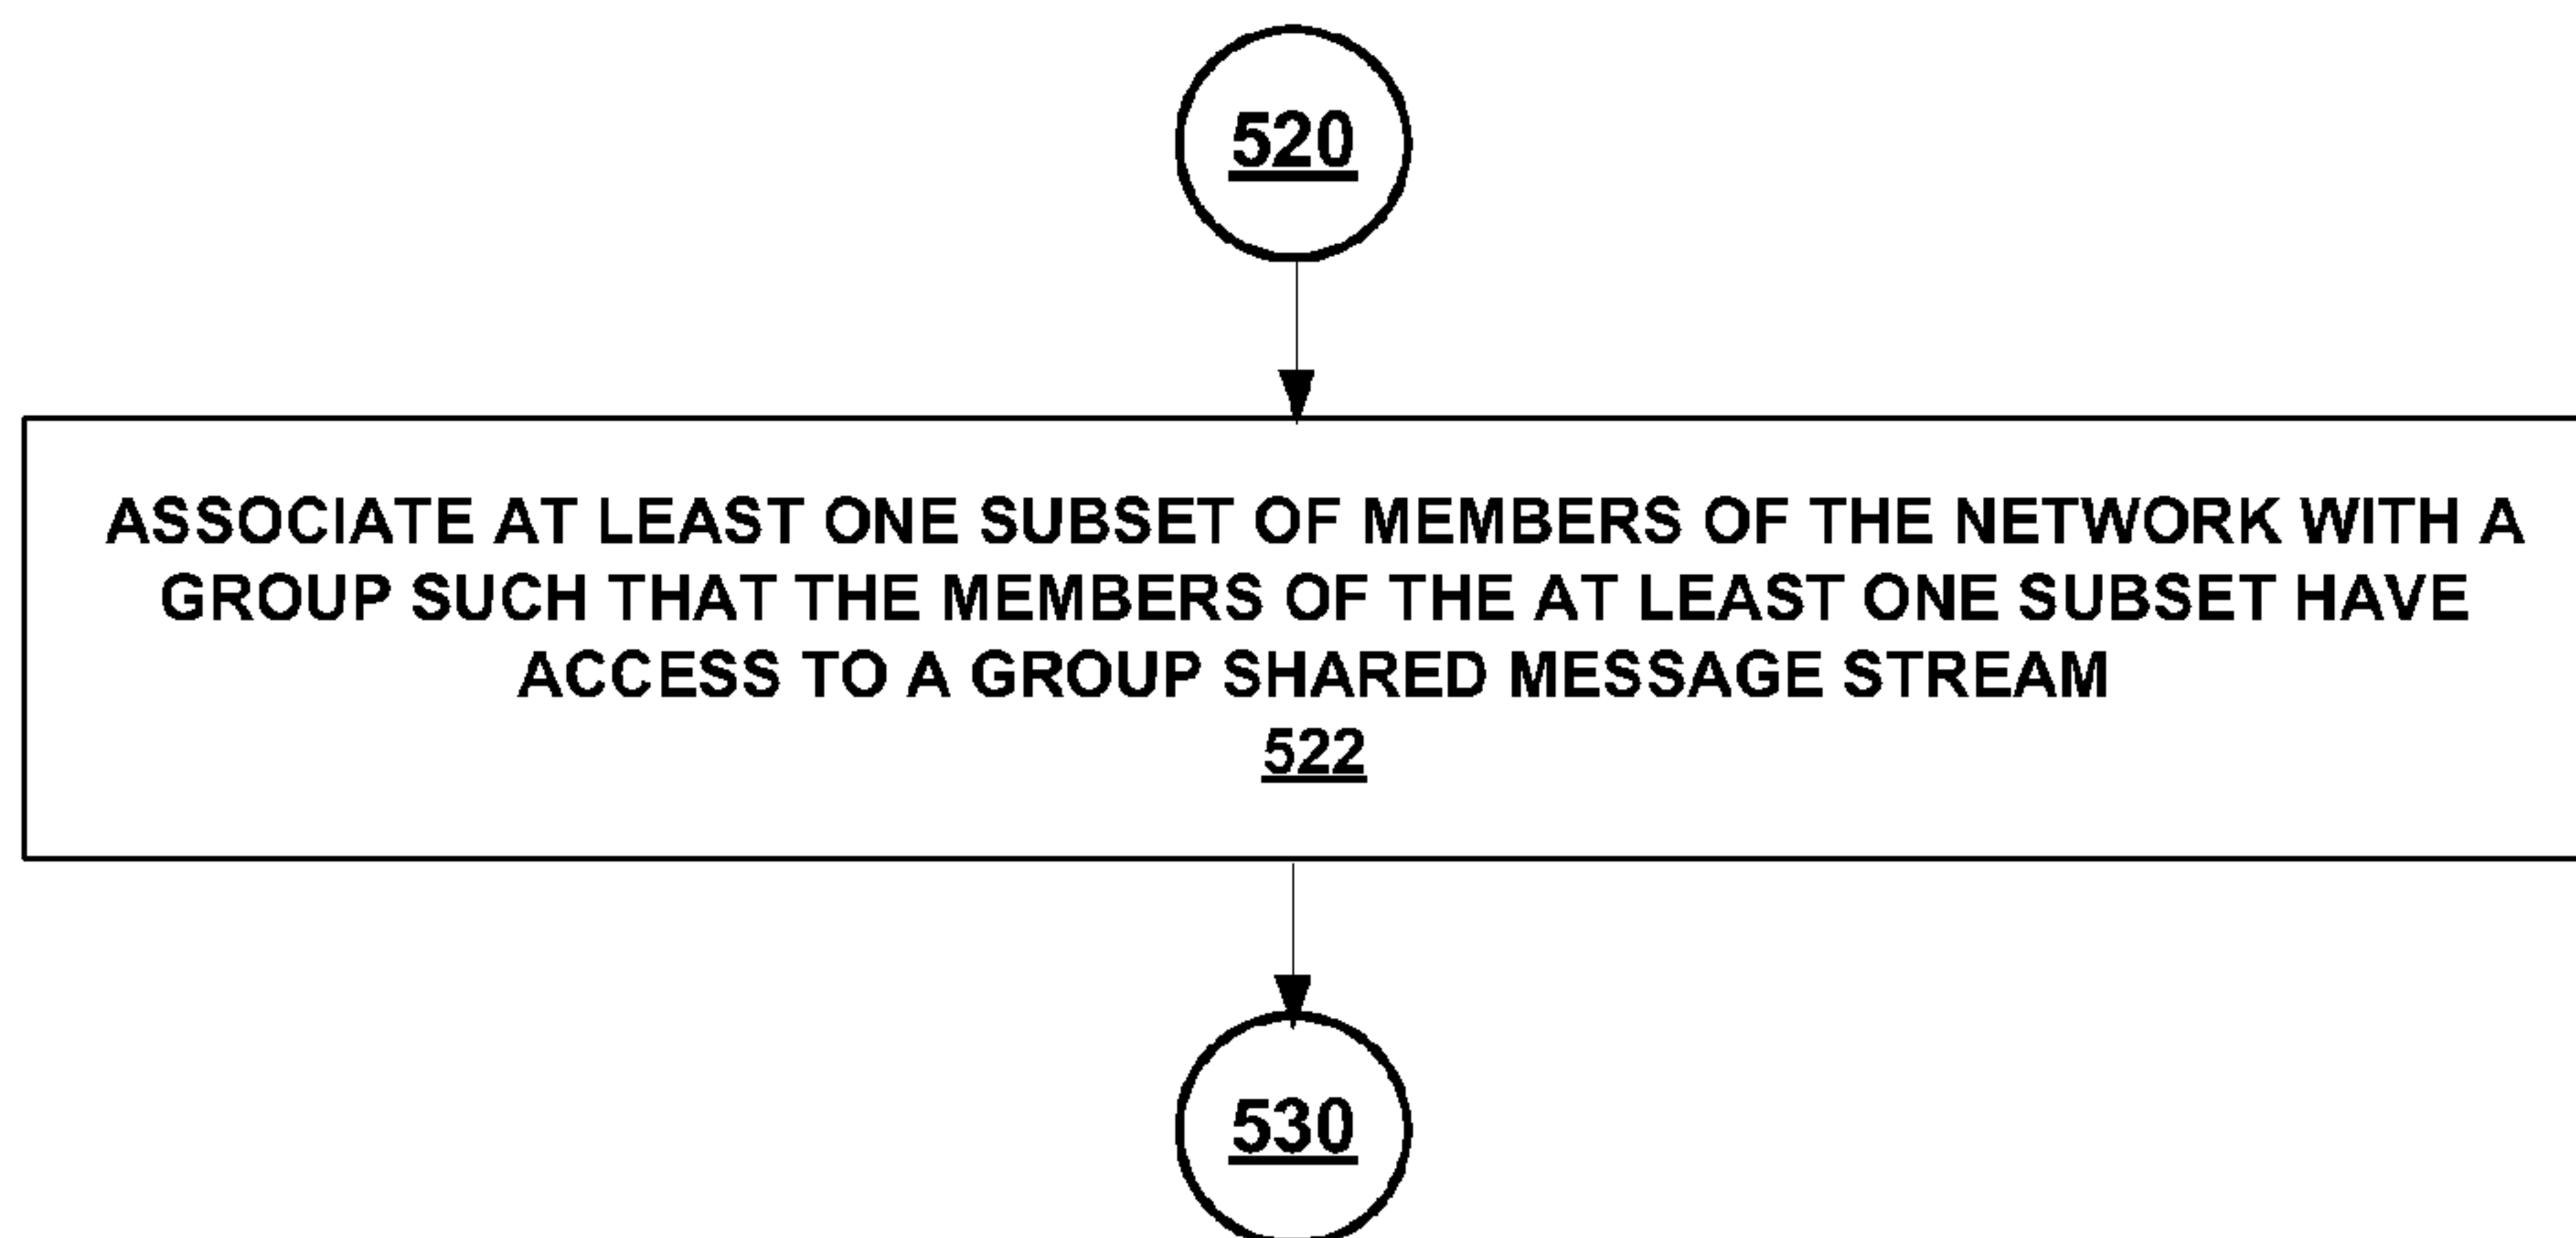 520
ASSOCIATE AT LEAST ONE SUBSET OF MEMBERS OF THE NETWORK WITH A
GROUP SUCH THAT THE MEMBERS OF THE AT LEAST ONE SUBSET HAVE
ACCESS TO A GROUP SHARED MESSAGE STREAM
522
530